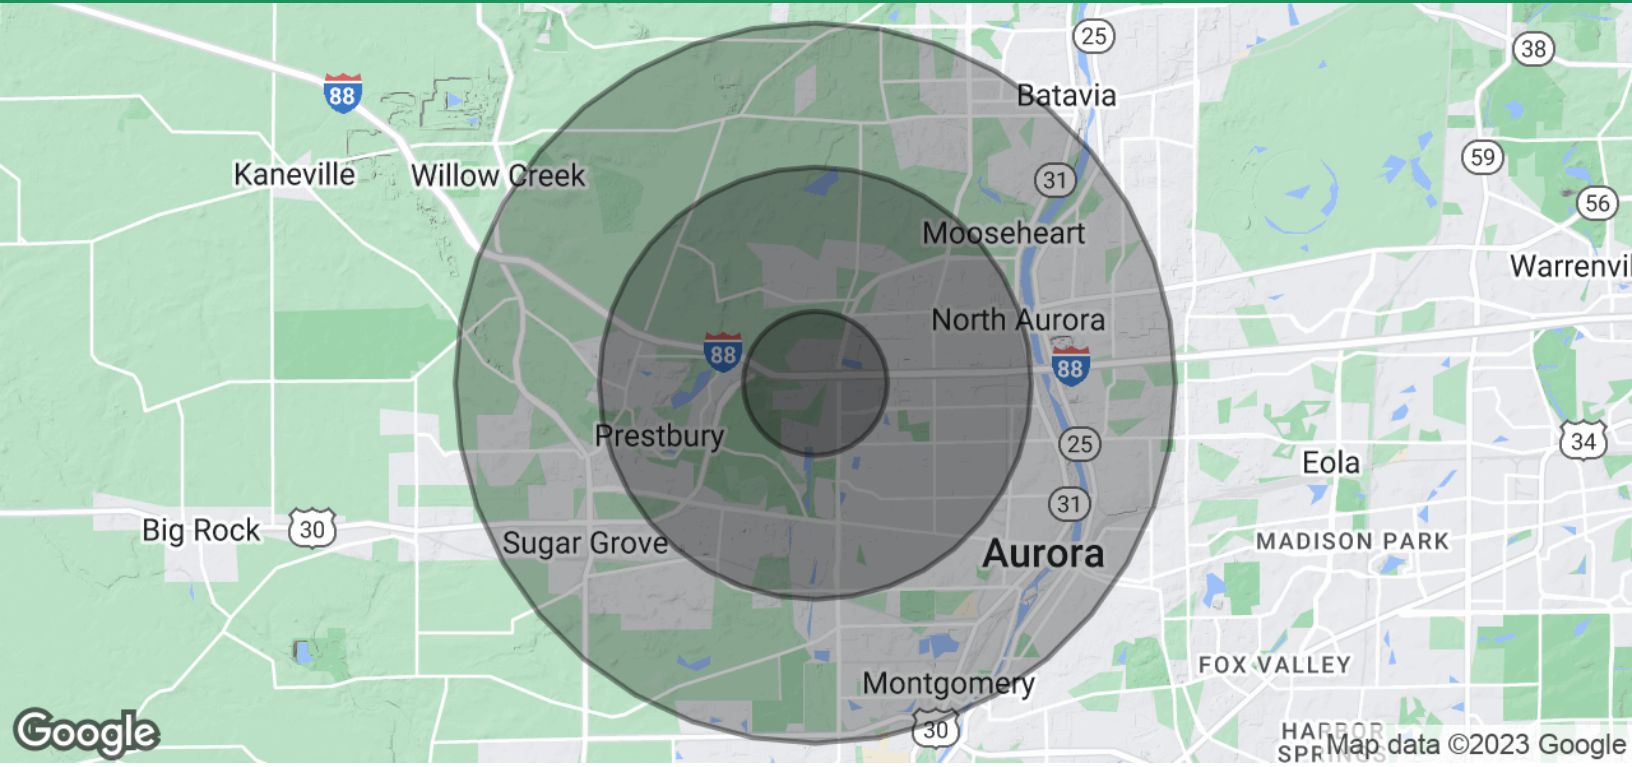 25
38
88
Batavia
59
Kaneville
Willow Creek
31
56
Mooseheart
Warrenvil
North Aurora
88
88
Prestbury
25
34
Eola
31
Big Rock
30
Sugar Grove
Aurora
MADISON PARK
FOX VALLEY
Montgomery
30
HARBOR
SPRINGS
Google
Map data ©2023 Google